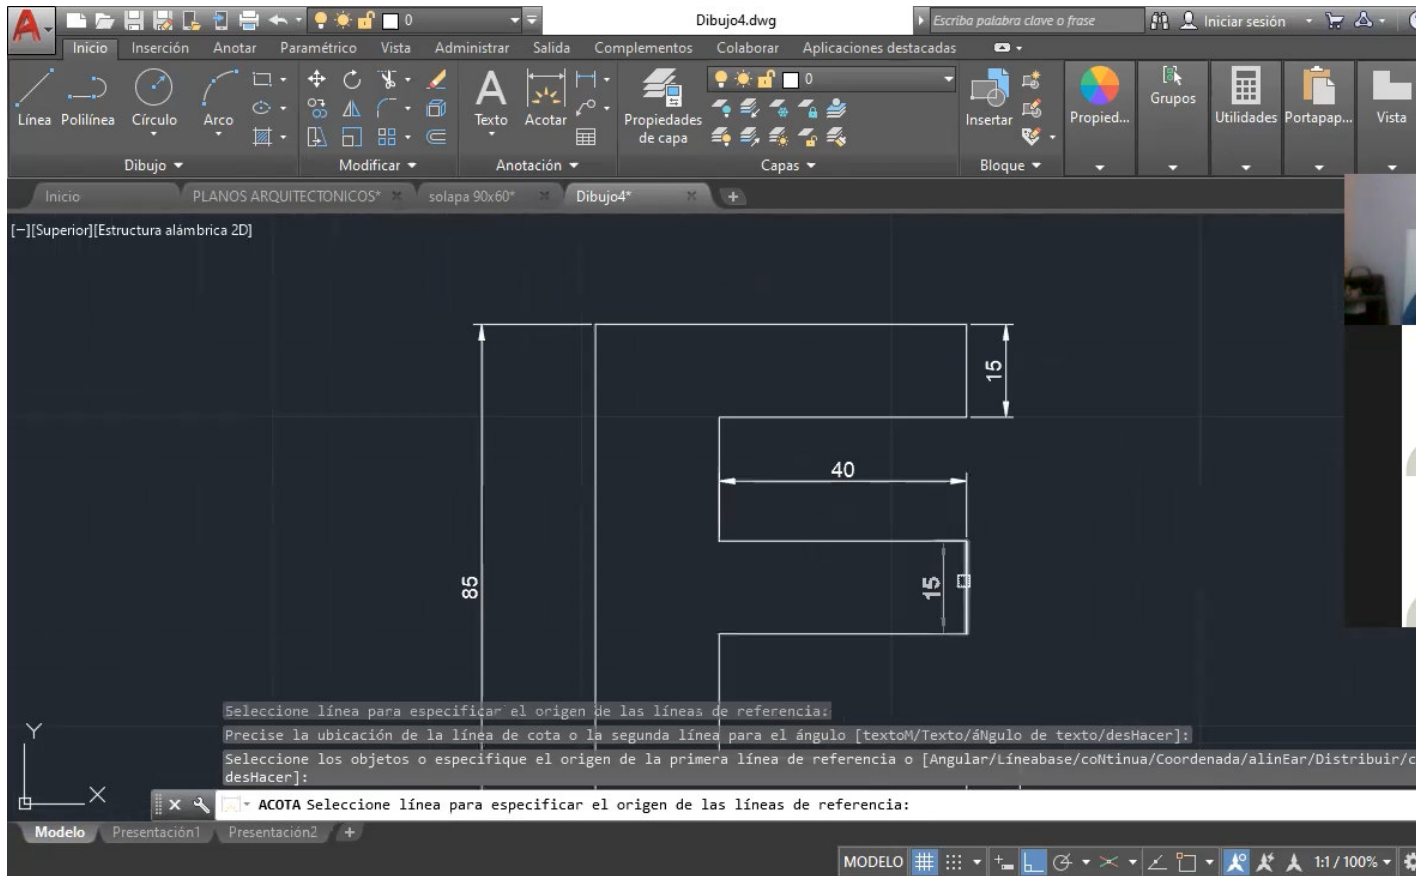 0
Dibujo4.dwg
Escriba palabra clave o frase
Iniciar sesión
Inicio Inserción Anotar Paramétrico Vista Administrar Salida Complementos Colaborar Aplicaciones destacadas
0
Línea Polilínea Círculo Arco Texto Acotar Propiedades de capa Insertar Propied... Grupos Utilidades Portapap... Vista
Dibujo Modificar Anotación Capas Bloque
Inicio PLANOS ARQUITECTONICOS* solapa 90x60* Dibujo4*
[−][Superior][Estructura alámbrica 2D]
15
40
85
15
Seleccione línea para especificar el origen de las líneas de referencia:
Precise la ubicación de la línea de cota o la segunda línea para el ángulo [textoM/Texto/áNgulo de texto/desHacer]:
Seleccione los objetos o especifique el origen de la primera línea de referencia o [Angular/Líneabase/coNtinua/Coordenada/alinEar/Distribuir/c
desHacer]:
Y
X
ACOTA Seleccione línea para especificar el origen de las líneas de referencia:
Modelo Presentación1 Presentación2 +
MODELO 1:1 / 100%